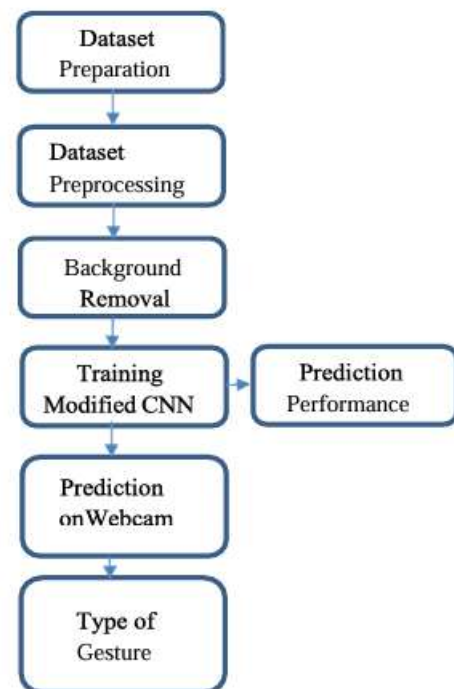 Dataset
Preparation
Dataset
Preprocessing
Background
Removal
Training
Modified CNN
Prediction
Performance
Prediction
onWebcam
Type of
Gesture